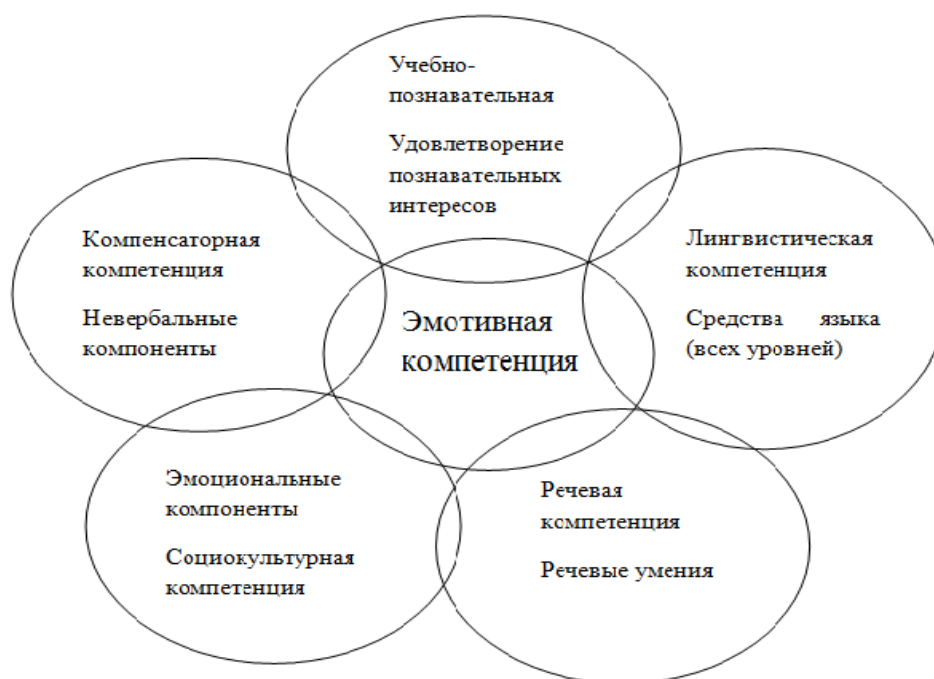 Учебно-
познавательная
Удовлетворение
познавательных
интересов
Компенсаторная
компетенция
Невербальные
компоненты
Лингвистическая
компетенция
Средства языка
(всех уровней)
Эмотивная
компетенция
Эмоциональные
компоненты
Социокультурная
компетенция
Речевая
компетенция
Речевые умения